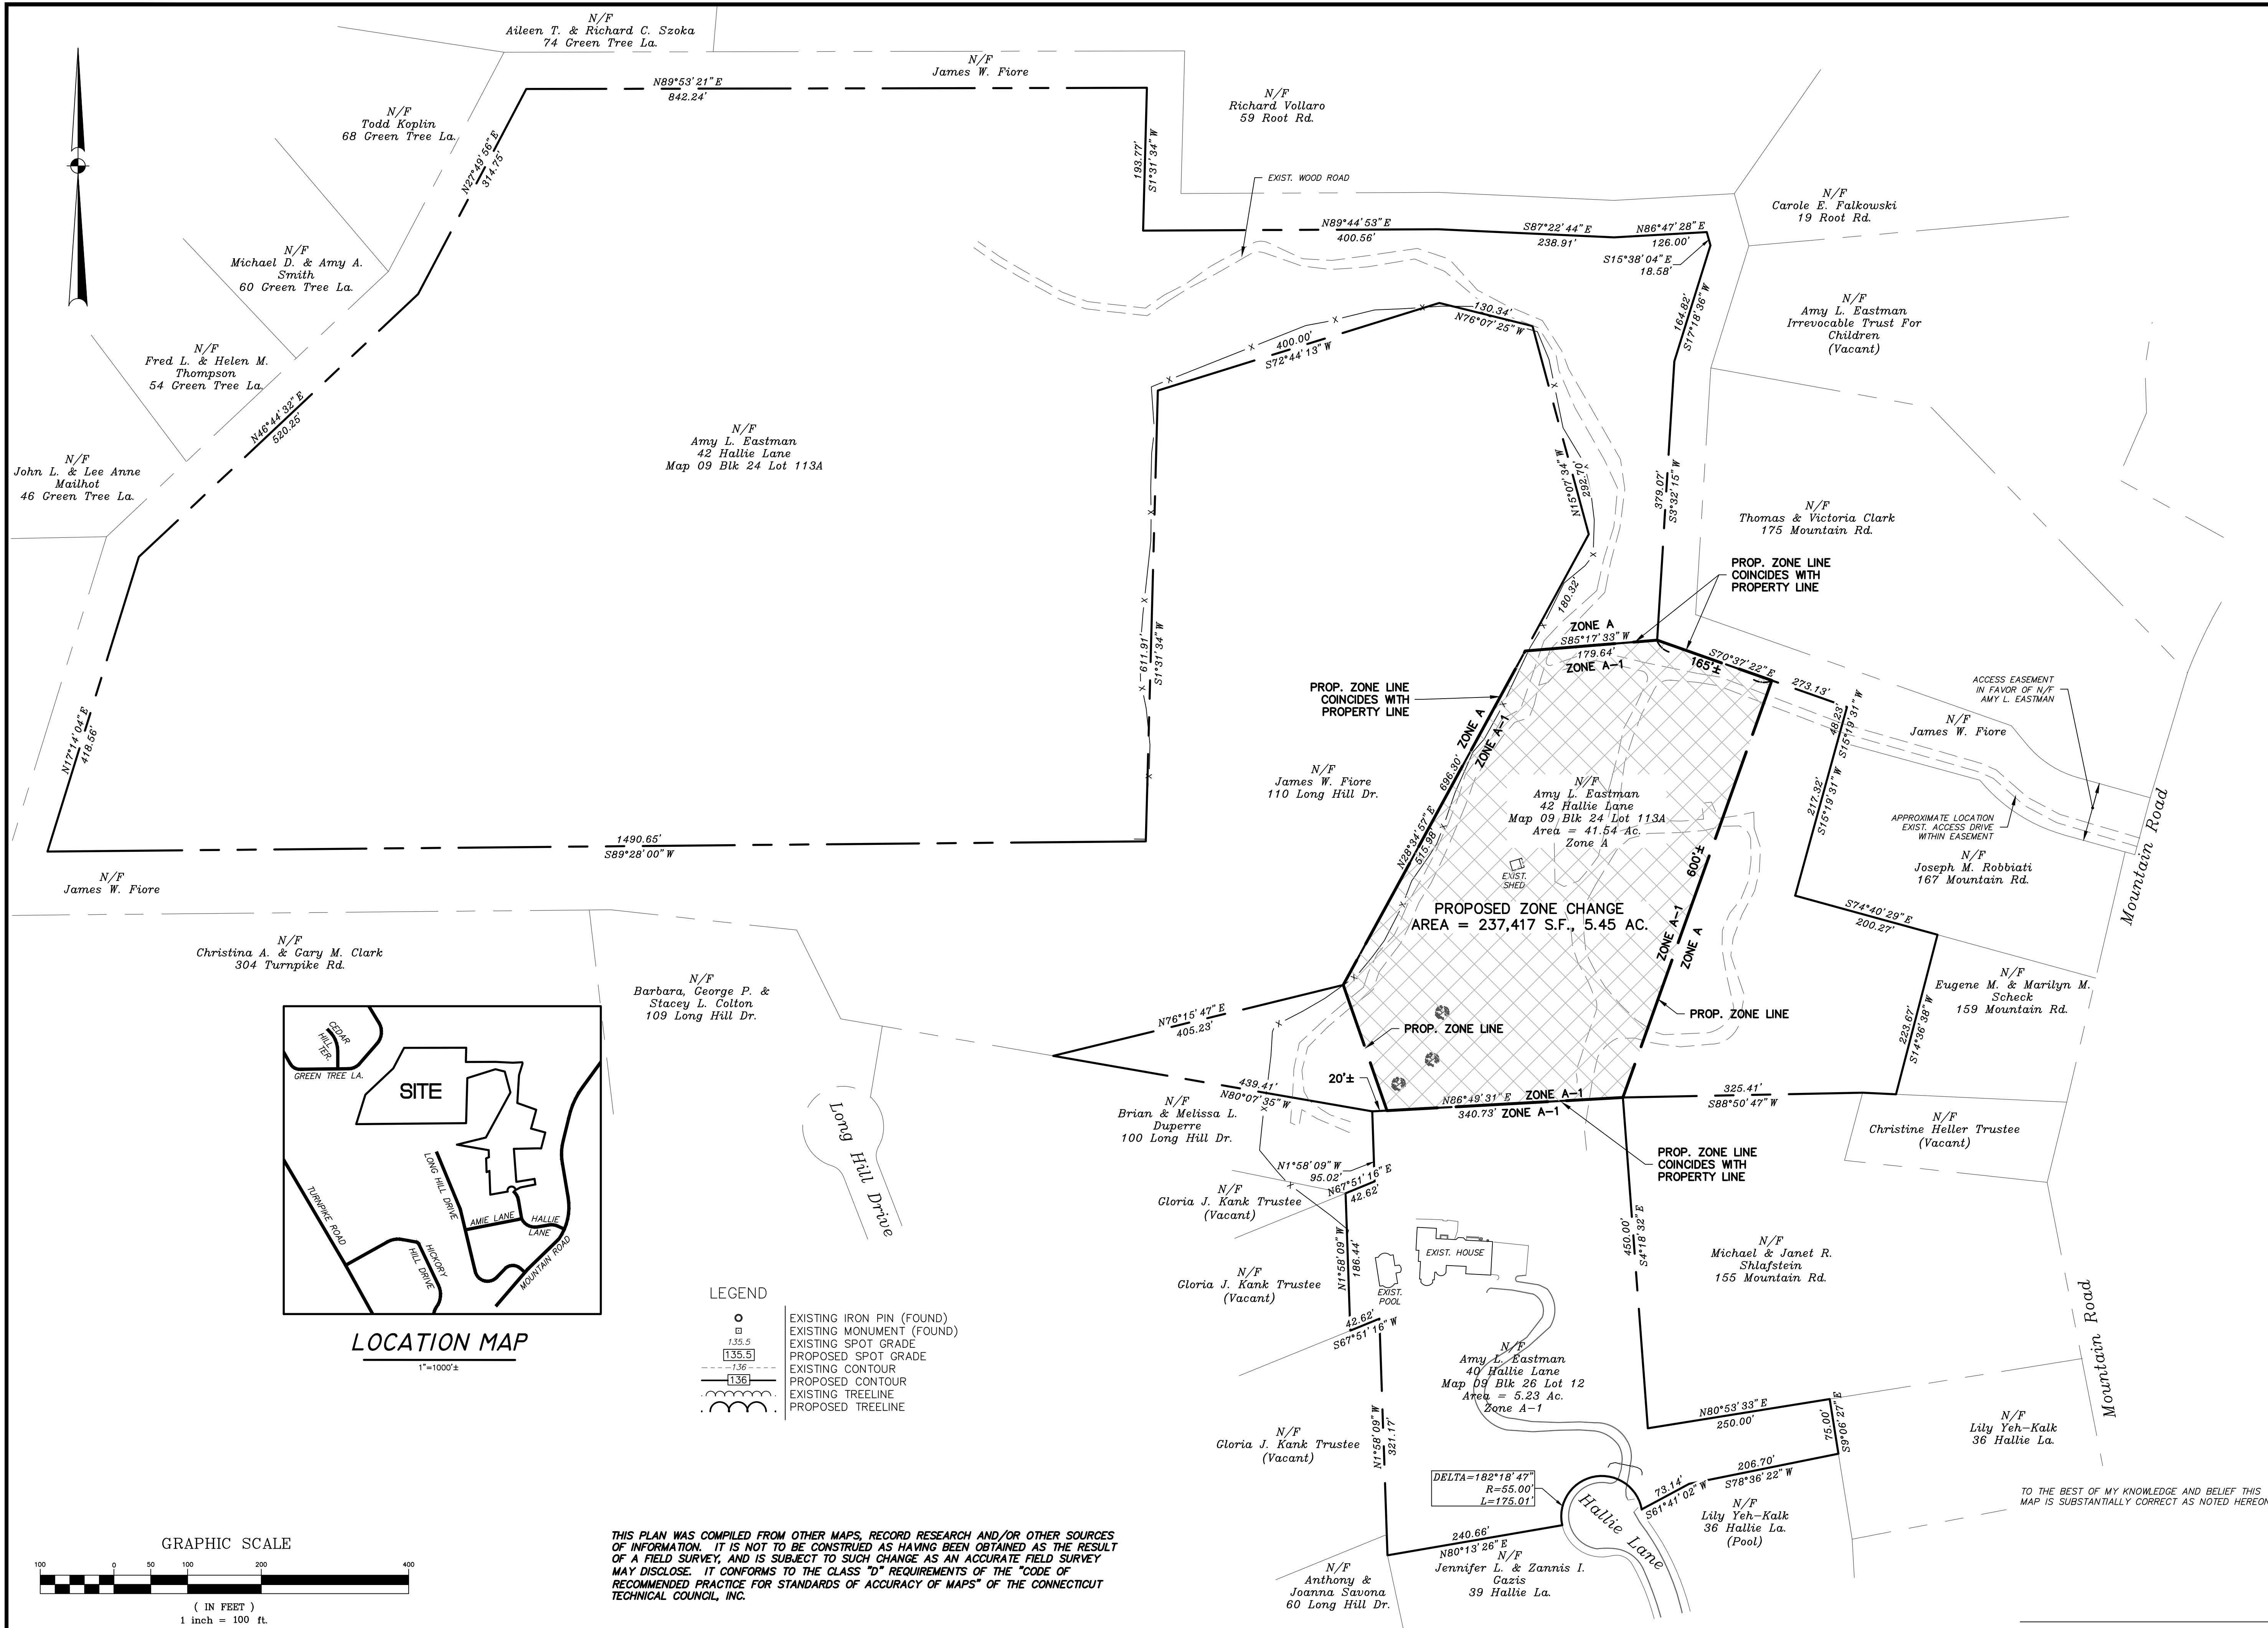 N/F
Aileen T. & Richard C. Szoka
74 Green Tree La.
N/F
James W. Fiore
N89°53'21"E
842.24'
N/F
Todd Koplin
68 Green Tree La.
N27°49'56"E
314.75'
193.77'
S1°31'34"W
N/F
Richard Vollaro
59 Root Rd.
EXIST. WOOD ROAD
N/F
Carole E. Falkowski
19 Root Rd.
N89°44'53"E
400.56'
S87°22'44"E
238.91'
N86°47'28"E
126.00'
S15°38'04"E
18.58'
N/F
Michael D. & Amy A.
Smith
60 Green Tree La.
164.82'
S17°18'36"W
N/F
Amy L. Eastman
Irrevocable Trust For
Children
(Vacant)
130.34'
N76°07'25"W
400.00'
S72°44'13"W
N/F
Fred L. & Helen M.
Thompson
54 Green Tree La.
N46°44'32"E
520.25'
N/F
Amy L. Eastman
42 Hallie Lane
Map 09 Blk 24 Lot 113A
N/F
John L. & Lee Anne
Mailhot
46 Green Tree La.
N15°07'34"W
292.70'
379.07'
S3°32'15"W
N/F
Thomas & Victoria Clark
175 Mountain Rd.
PROP. ZONE LINE
COINCIDES WITH
PROPERTY LINE
180.32'
611.91'
S1°31'34"W
ZONE A
S85°17'33"W
179.64'
ZONE A-1
S70°37'22"E
165'±
273.13'
PROP. ZONE LINE
COINCIDES WITH
PROPERTY LINE
ACCESS EASEMENT
IN FAVOR OF N/F
AMY L. EASTMAN
N17°14'04"E
418.56'
ZONE A
ZONE A-1
696.30'
48.23'
S15°19'31"W
N/F
James W. Fiore
N/F
James W. Fiore
110 Long Hill Dr.
N/F
Amy L. Eastman
42 Hallie Lane
Map 09 Blk 24 Lot 113A
Area = 41.54 Ac.
Zone A
217.32'
S15°19'31"W
APPROXIMATE LOCATION
EXIST. ACCESS DRIVE
WITHIN EASEMENT
Mountain Road
1490.65'
S89°28'00"W
N28°34'57"E
515.98'
600'±
EXIST.
SHED
N/F
Joseph M. Robbiati
167 Mountain Rd.
N/F
James W. Fiore
PROPOSED ZONE CHANGE
AREA = 237,417 S.F., 5.45 AC.
S74°40'29"E
200.27'
ZONE A-1
ZONE A
N/F
Christina A. & Gary M. Clark
304 Turnpike Rd.
N/F
Barbara, George P. &
Stacey L. Colton
109 Long Hill Dr.
N/F
Eugene M. & Marilyn M.
Scheck
159 Mountain Rd.
N76°15'47"E
405.23'
PROP. ZONE LINE
PROP. ZONE LINE
223.67'
S14°36'38"W
CEDAR
HILL
TER.
GREEN TREE LA.
SITE
LONG HILL DRIVE
TURNPIKE ROAD
AMIE LANE
HALLIE
LANE
HICKORY
HILL DRIVE
MOUNTAIN ROAD
LOCATION MAP
1"=1000'±
439.41'
N80°07'35"W
20'±
N86°49'31"E
ZONE A-1
340.73'
ZONE A-1
325.41'
S88°50'47"W
N/F
Brian & Melissa L.
Duperre
100 Long Hill Dr.
N/F
Christine Heller Trustee
(Vacant)
Long Hill Drive
PROP. ZONE LINE
COINCIDES WITH
PROPERTY LINE
N1°58'09"W
95.02'
N67°51'16"E
42.62'
N/F
Gloria J. Kank Trustee
(Vacant)
N1°58'09"W
186.44'
EXIST. HOUSE
EXIST.
POOL
450.00'
S4°18'32"E
N/F
Michael & Janet R.
Shlafstein
155 Mountain Rd.
N/F
Gloria J. Kank Trustee
(Vacant)
42.62'
S67°51'16"W
Mountain Road
LEGEND
EXISTING IRON PIN (FOUND)
EXISTING MONUMENT (FOUND)
135.5 EXISTING SPOT GRADE
135.5 PROPOSED SPOT GRADE
136 EXISTING CONTOUR
136 PROPOSED CONTOUR
EXISTING TREELINE
PROPOSED TREELINE
N/F
Amy L. Eastman
40 Hallie Lane
Map 09 Blk 26 Lot 12
Area = 5.23 Ac.
Zone A-1
N1°58'09"W
321.17'
N80°53'33"E
250.00'
75.00'
S9°06'27"E
N/F
Lily Yeh-Kalk
36 Hallie La.
N/F
Gloria J. Kank Trustee
(Vacant)
DELTA=182°18'47"
R=55.00'
L=175.01'
Hallie Lane
73.14'
S61°41'02"W
206.70'
S78°36'22"W
N/F
Lily Yeh-Kalk
36 Hallie La.
(Pool)
TO THE BEST OF MY KNOWLEDGE AND BELIEF THIS
MAP IS SUBSTANTIALLY CORRECT AS NOTED HEREON
240.66'
N80°13'26"E
N/F
Jennifer L. & Zannis I.
Gazis
39 Hallie La.
N/F
Anthony &
Joanna Savona
60 Long Hill Dr.
GRAPHIC SCALE
100 0 50 100 200 400
( IN FEET )
1 inch = 100 ft.
THIS PLAN WAS COMPILED FROM OTHER MAPS, RECORD RESEARCH AND/OR OTHER SOURCES
OF INFORMATION. IT IS NOT TO BE CONSTRUED AS HAVING BEEN OBTAINED AS THE RESULT
OF A FIELD SURVEY, AND IS SUBJECT TO SUCH CHANGE AS AN ACCURATE FIELD SURVEY
MAY DISCLOSE. IT CONFORMS TO THE CLASS "D" REQUIREMENTS OF THE "CODE OF
RECOMMENDED PRACTICE FOR STANDARDS OF ACCURACY OF MAPS" OF THE CONNECTICUT
TECHNICAL COUNCIL, INC.